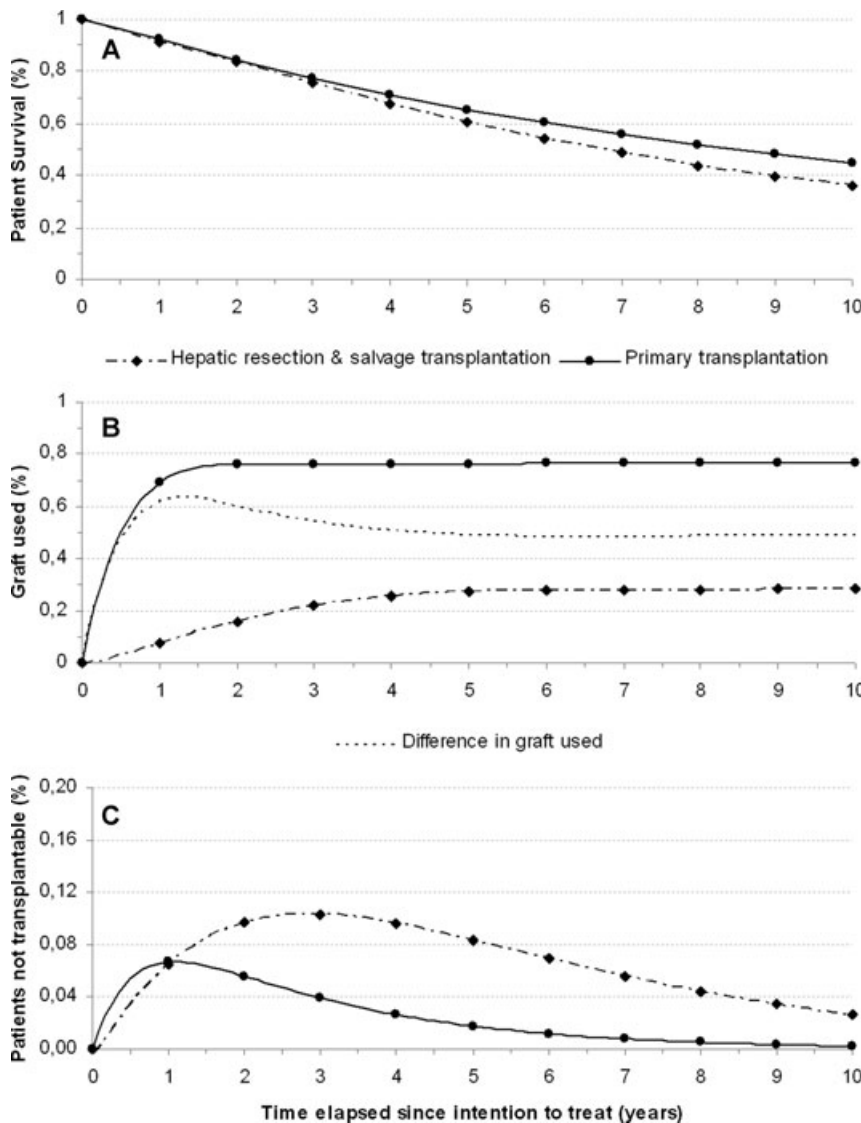 1
A
0,8
0,6
0,4
0,2
0
Patient Survival (%)
0 1 2 3 4 5 6 7 8 9 10
Hepatic resection & salvage transplantation Primary transplantation
1
B
0,8
0,6
0,4
0,2
0
Graft used (%)
0 1 2 3 4 5 6 7 8 9 10
Difference in graft used
0,20
C
0,16
0,12
0,08
0,04
0,00
Patients not transplantable (%)
0 1 2 3 4 5 6 7 8 9 10
Time elapsed since intention to treat (years)